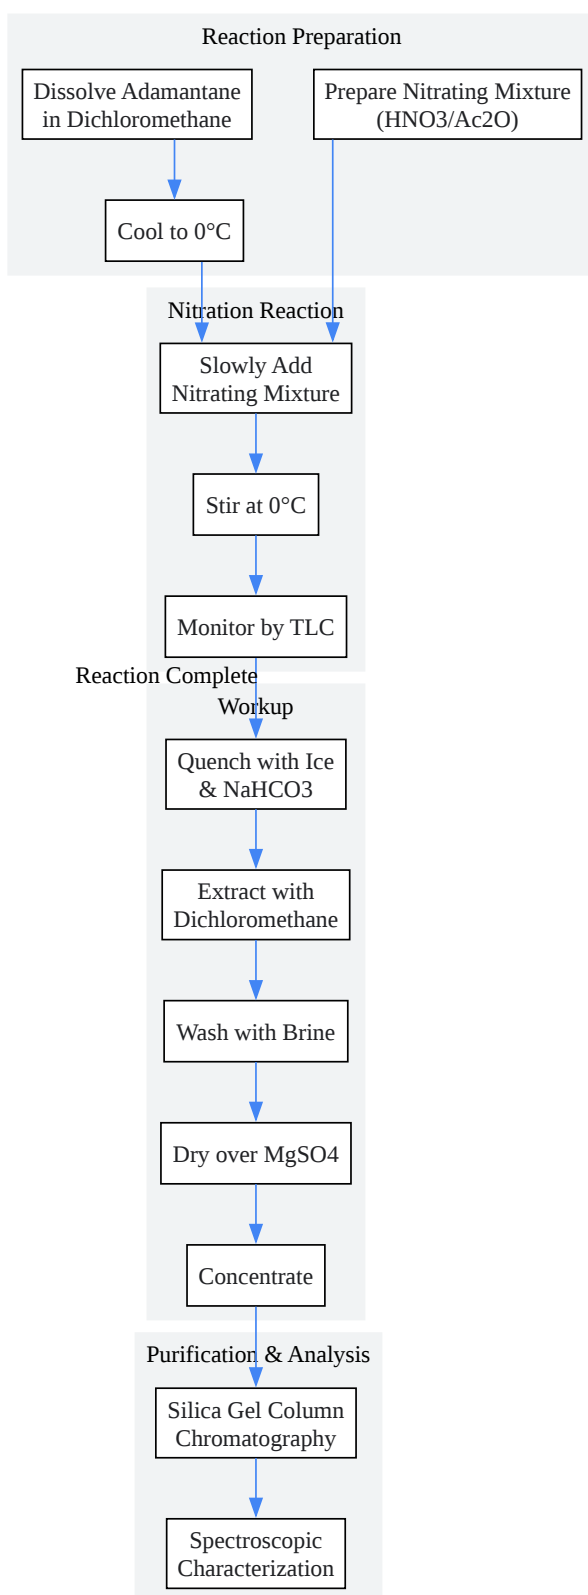 Reaction Preparation
Dissolve Adamantane
in Dichloromethane
Prepare Nitrating Mixture
(HNO3/Ac2O)
Cool to 0°C
Nitration Reaction
Slowly Add
Nitrating Mixture
Stir at 0°C
Monitor by TLC
Reaction Complete
Workup
Quench with Ice
& NaHCO3
Extract with
Dichloromethane
Wash with Brine
Dry over MgSO4
Concentrate
Purification & Analysis
Silica Gel Column
Chromatography
Spectroscopic
Characterization